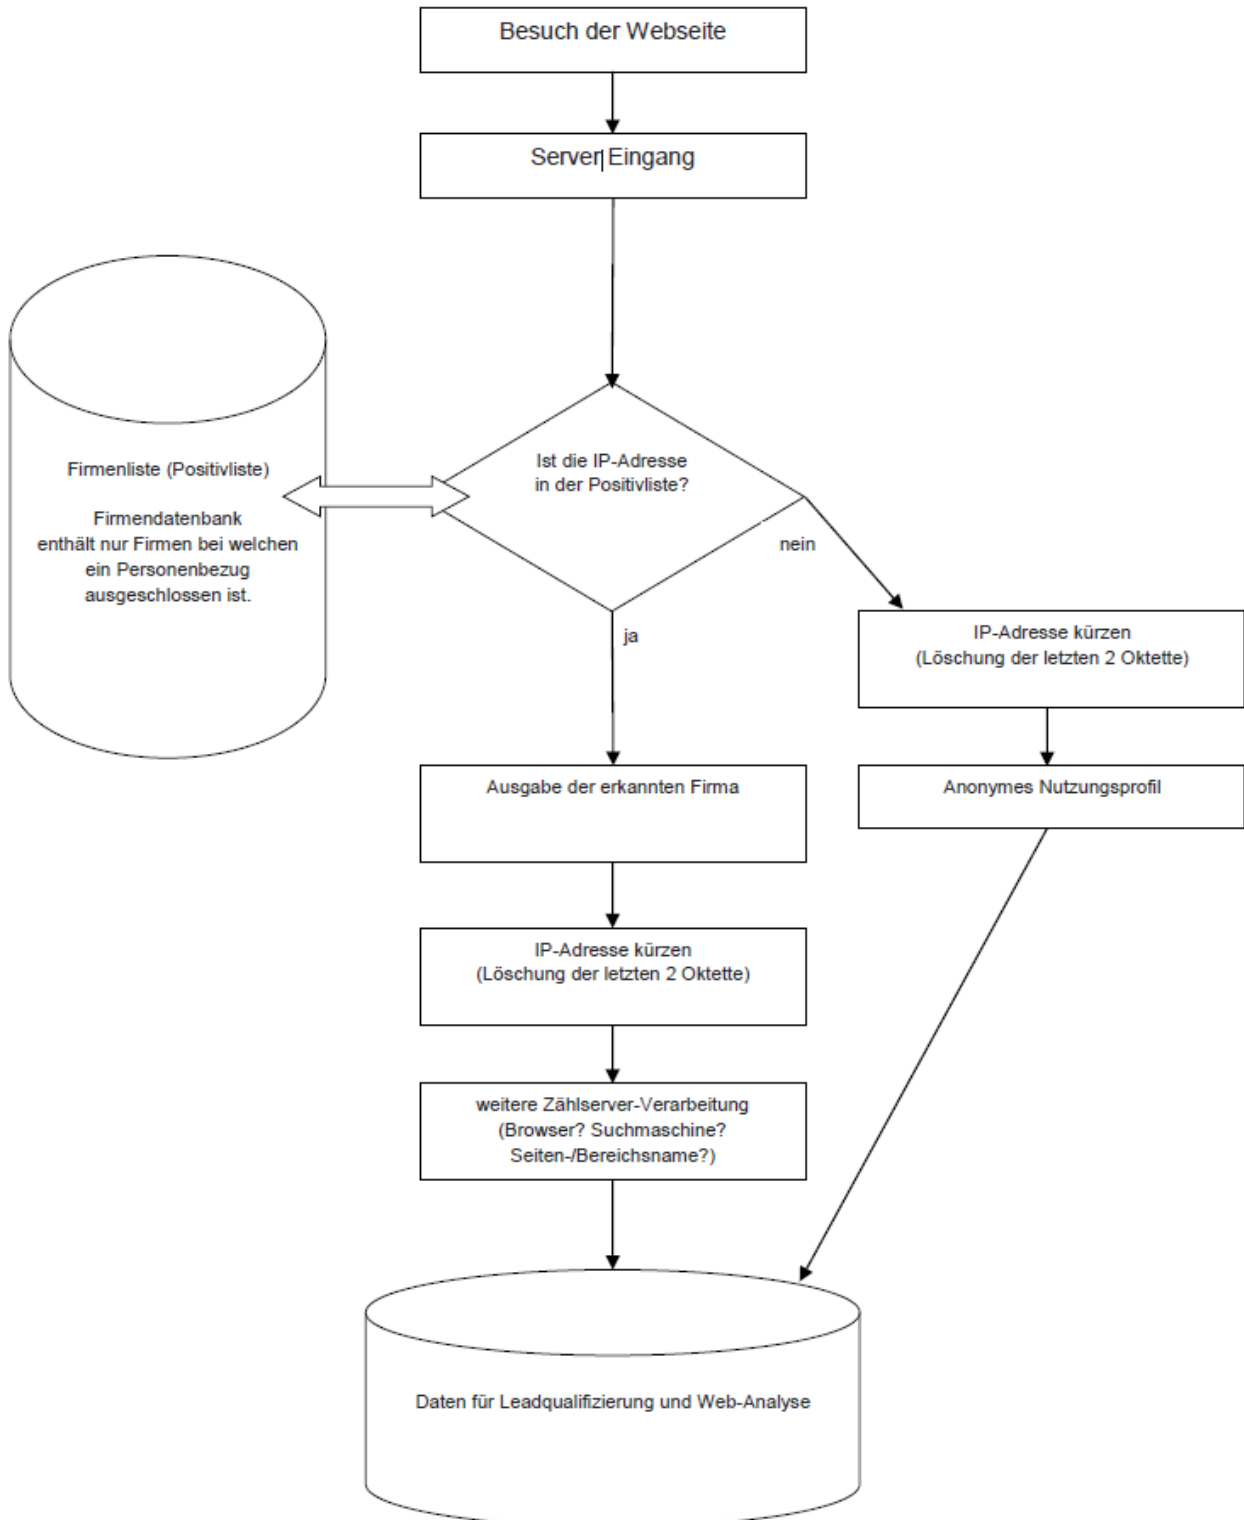 Besuch der Webseite
Server Eingang
Firmenliste (Positivliste)
Firmendatenbank
enthält nur Firmen bei welchen
ein Personenbezug
ausgeschlossen ist.
Ist die IP-Adresse
in der Positivliste?
nein
ja
IP-Adresse kürzen
(Löschung der letzten 2 Oktette)
Anonymes Nutzungsprofil
Ausgabe der erkannten Firma
IP-Adresse kürzen
(Löschung der letzten 2 Oktette)
weitere Zählserver-Verarbeitung
(Browser? Suchmaschine?
Seiten-/Bereichsname?)
Daten für Leadqualifizierung und Web-Analyse